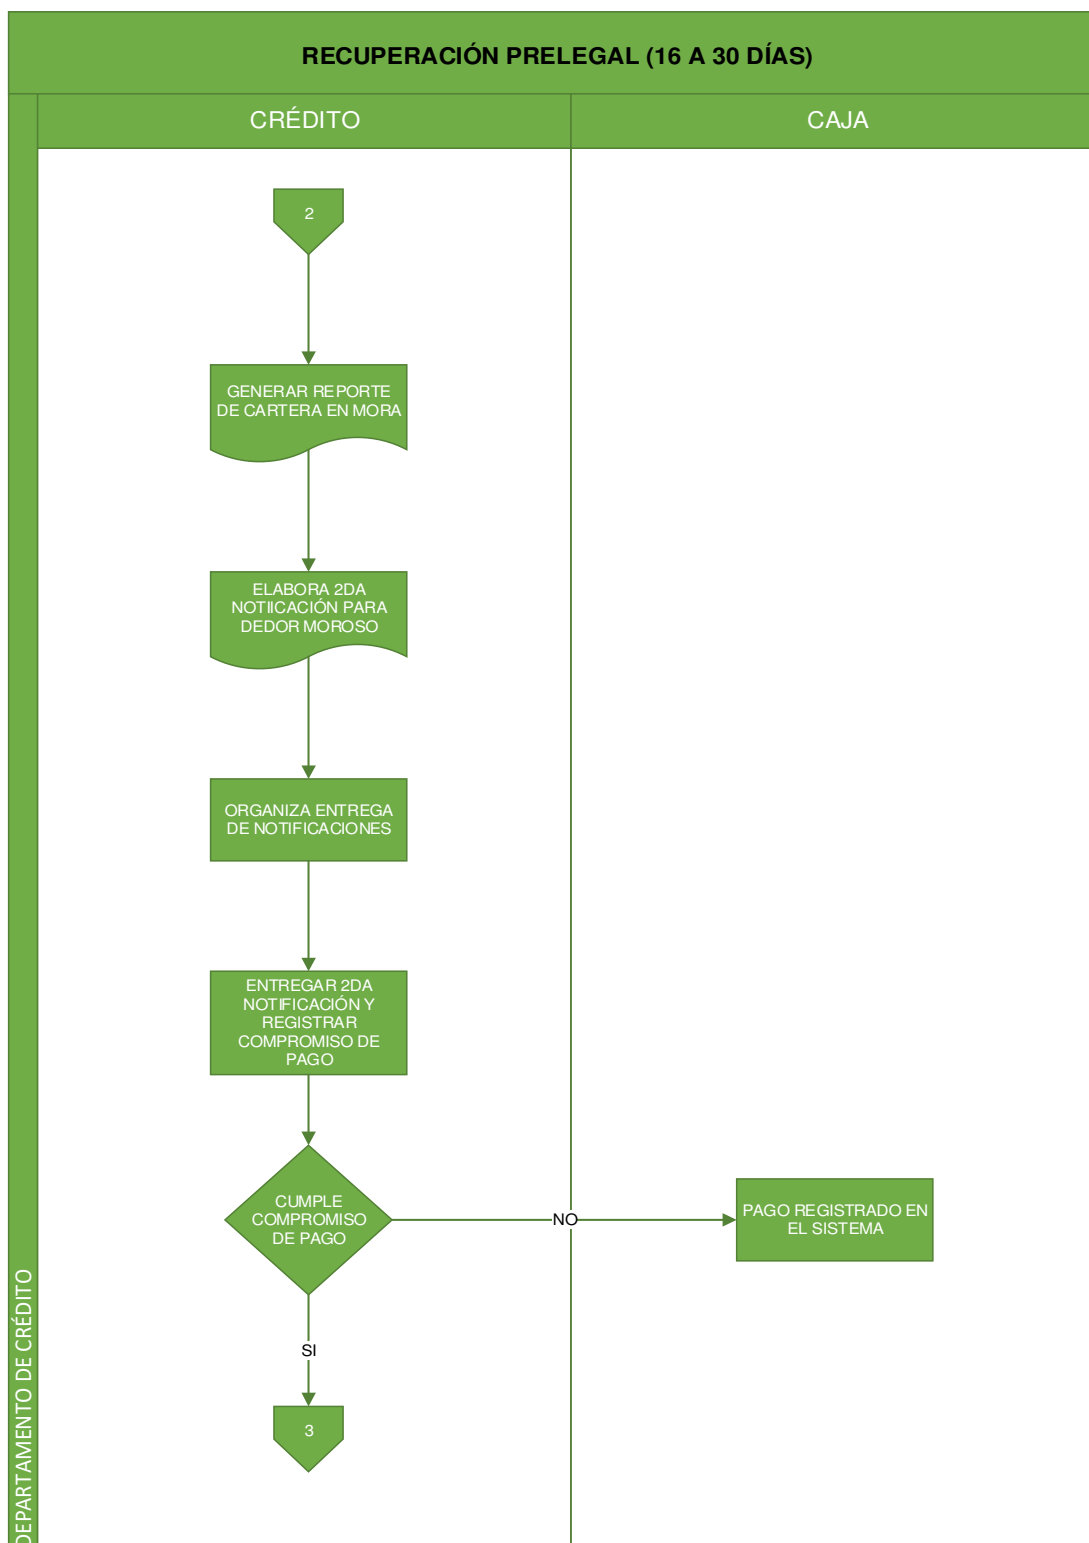 RECUPERACIÓN PRELEGAL (16 A 30 DÍAS)
CRÉDITO
CAJA
2
GENERAR REPORTE
DE CARTERA EN MORA
ELABORA 2DA
NOTIICACIÓN PARA
DEDOR MOROSO
ORGANIZA ENTREGA
DE NOTIFICACIONES
ENTREGAR 2DA
NOTIFICACIÓN Y
REGISTRAR
COMPROMISO DE
PAGO
CUMPLE
COMPROMISO
DE PAGO
NO
PAGO REGISTRADO EN
EL SISTEMA
SI
3
DEPARTAMENTO DE CRÉDITO